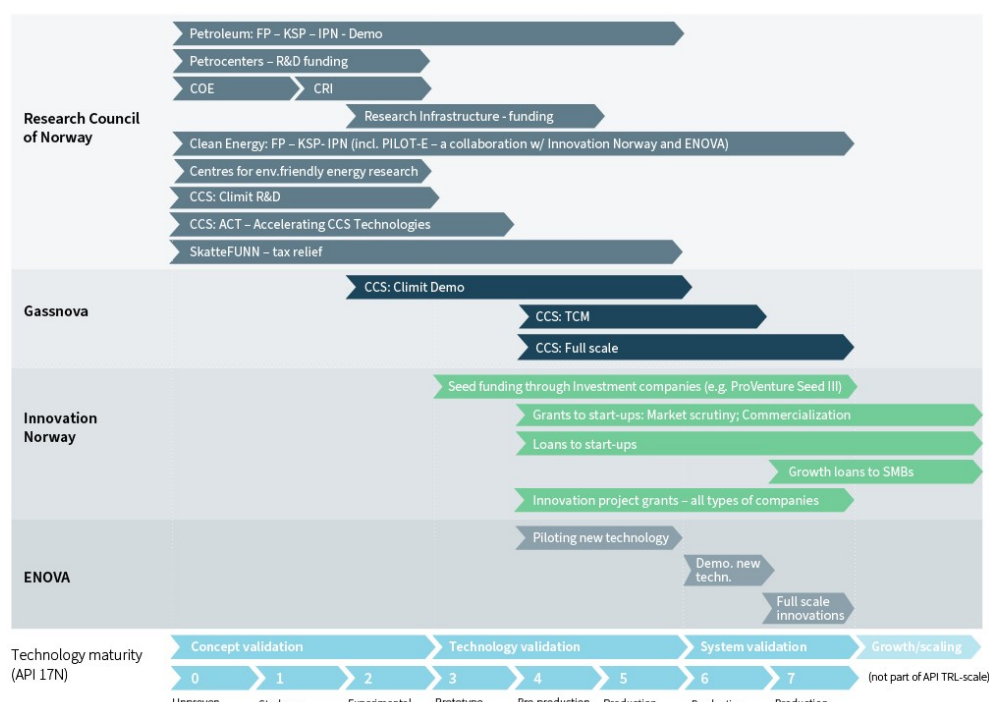 Research Council
of Norway
Petroleum: FP – KSP – IPN - Demo
Petrocenters – R&D funding
COE
CRI
Research Infrastructure - funding
Clean Energy: FP – KSP- IPN (incl. PILOT-E – a collaboration w/ Innovation Norway and ENOVA)
Centres for env.friendly energy research
CCS: Climit R&D
CCS: ACT – Accelerating CCS Technologies
SkatteFUNN – tax relief
Gassnova
CCS: Climit Demo
CCS: TCM
CCS: Full scale
Innovation
Norway
Seed funding through Investment companies (e.g. ProVenture Seed III)
Grants to start-ups: Market scrutiny; Commercialization
Loans to start-ups
Growth loans to SMBs
Innovation project grants – all types of companies
ENOVA
Piloting new technology
Demo. new
techn.
Full scale
innovations
Technology maturity
(API 17N)
Concept validation
Technology validation
System validation
Growth/scaling
0
1
2
3
4
5
6
7
(not part of API TRL-scale)